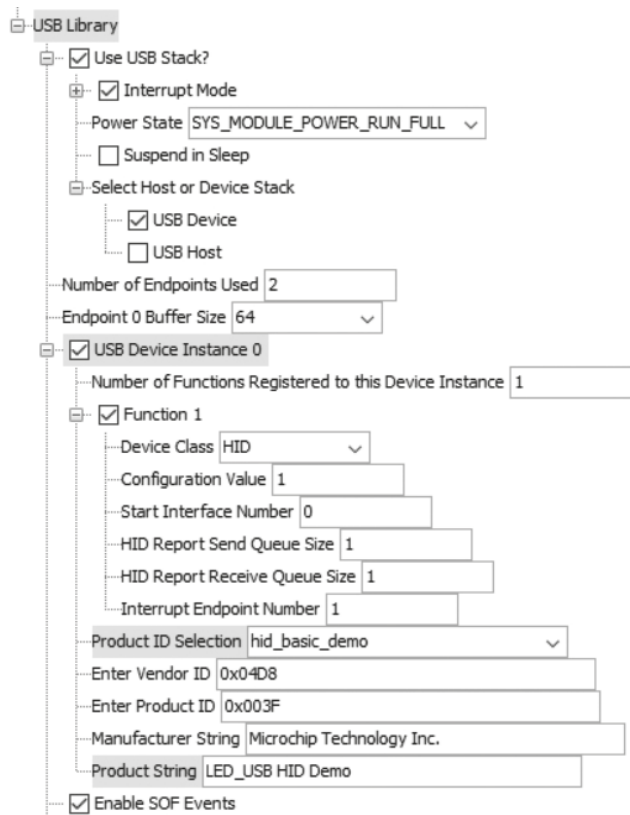 USB Library
Use USB Stack?
Interrupt Mode
Power State SYS_MODULE_POWER_RUN_FULL
Suspend in Sleep
Select Host or Device Stack
USB Device
USB Host
Number of Endpoints Used 2
Endpoint 0 Buffer Size 64
USB Device Instance 0
Number of Functions Registered to this Device Instance 1
Function 1
Device Class HID
Configuration Value 1
Start Interface Number 0
HID Report Send Queue Size 1
HID Report Receive Queue Size 1
Interrupt Endpoint Number 1
Product ID Selection hid_basic_demo
Enter Vendor ID 0x04D8
Enter Product ID 0x003F
Manufacturer String Microchip Technology Inc.
Product String LED_USB HID Demo
Enable SOF Events